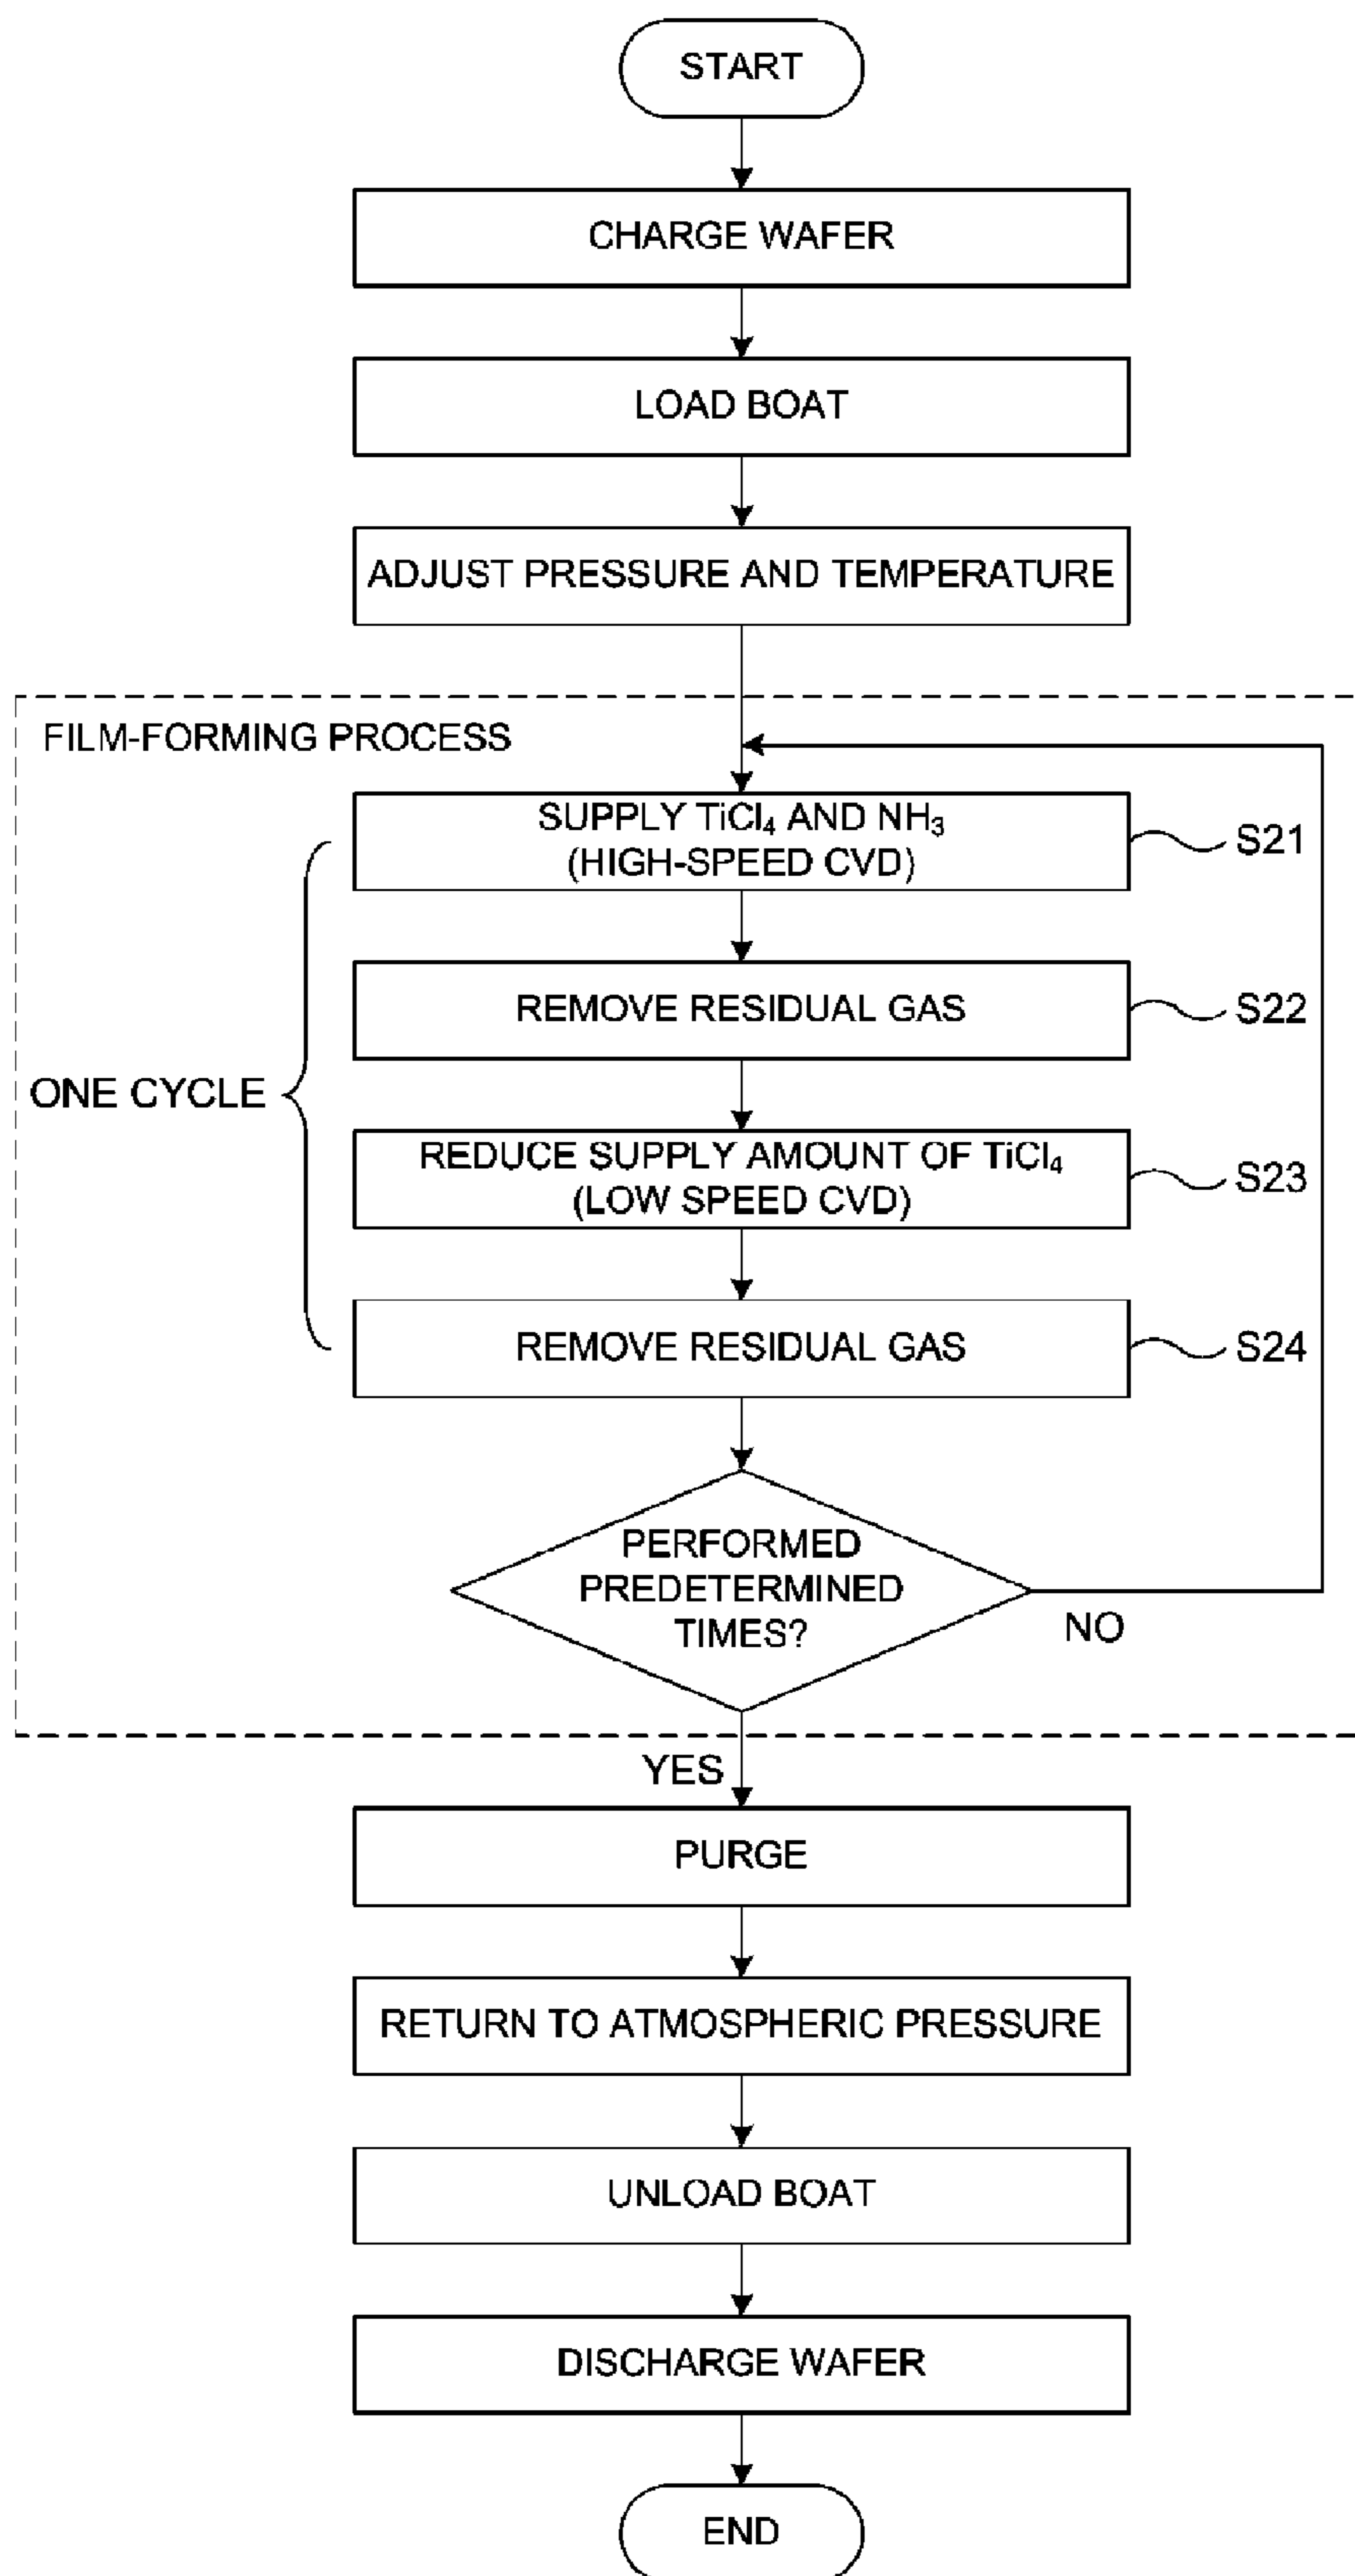 START
CHARGE WAFER
LOAD BOAT
ADJUST PRESSURE AND TEMPERATURE
FILM-FORMING PROCESS
SUPPLY TiCl₄ AND NH₃
(HIGH-SPEED CVD)
S21
REMOVE RESIDUAL GAS
S22
ONE CYCLE
REDUCE SUPPLY AMOUNT OF TiCl₄
(LOW SPEED CVD)
S23
REMOVE RESIDUAL GAS
S24
PERFORMED
PREDETERMINED
TIMES?
NO
YES
PURGE
RETURN TO ATMOSPHERIC PRESSURE
UNLOAD BOAT
DISCHARGE WAFER
END